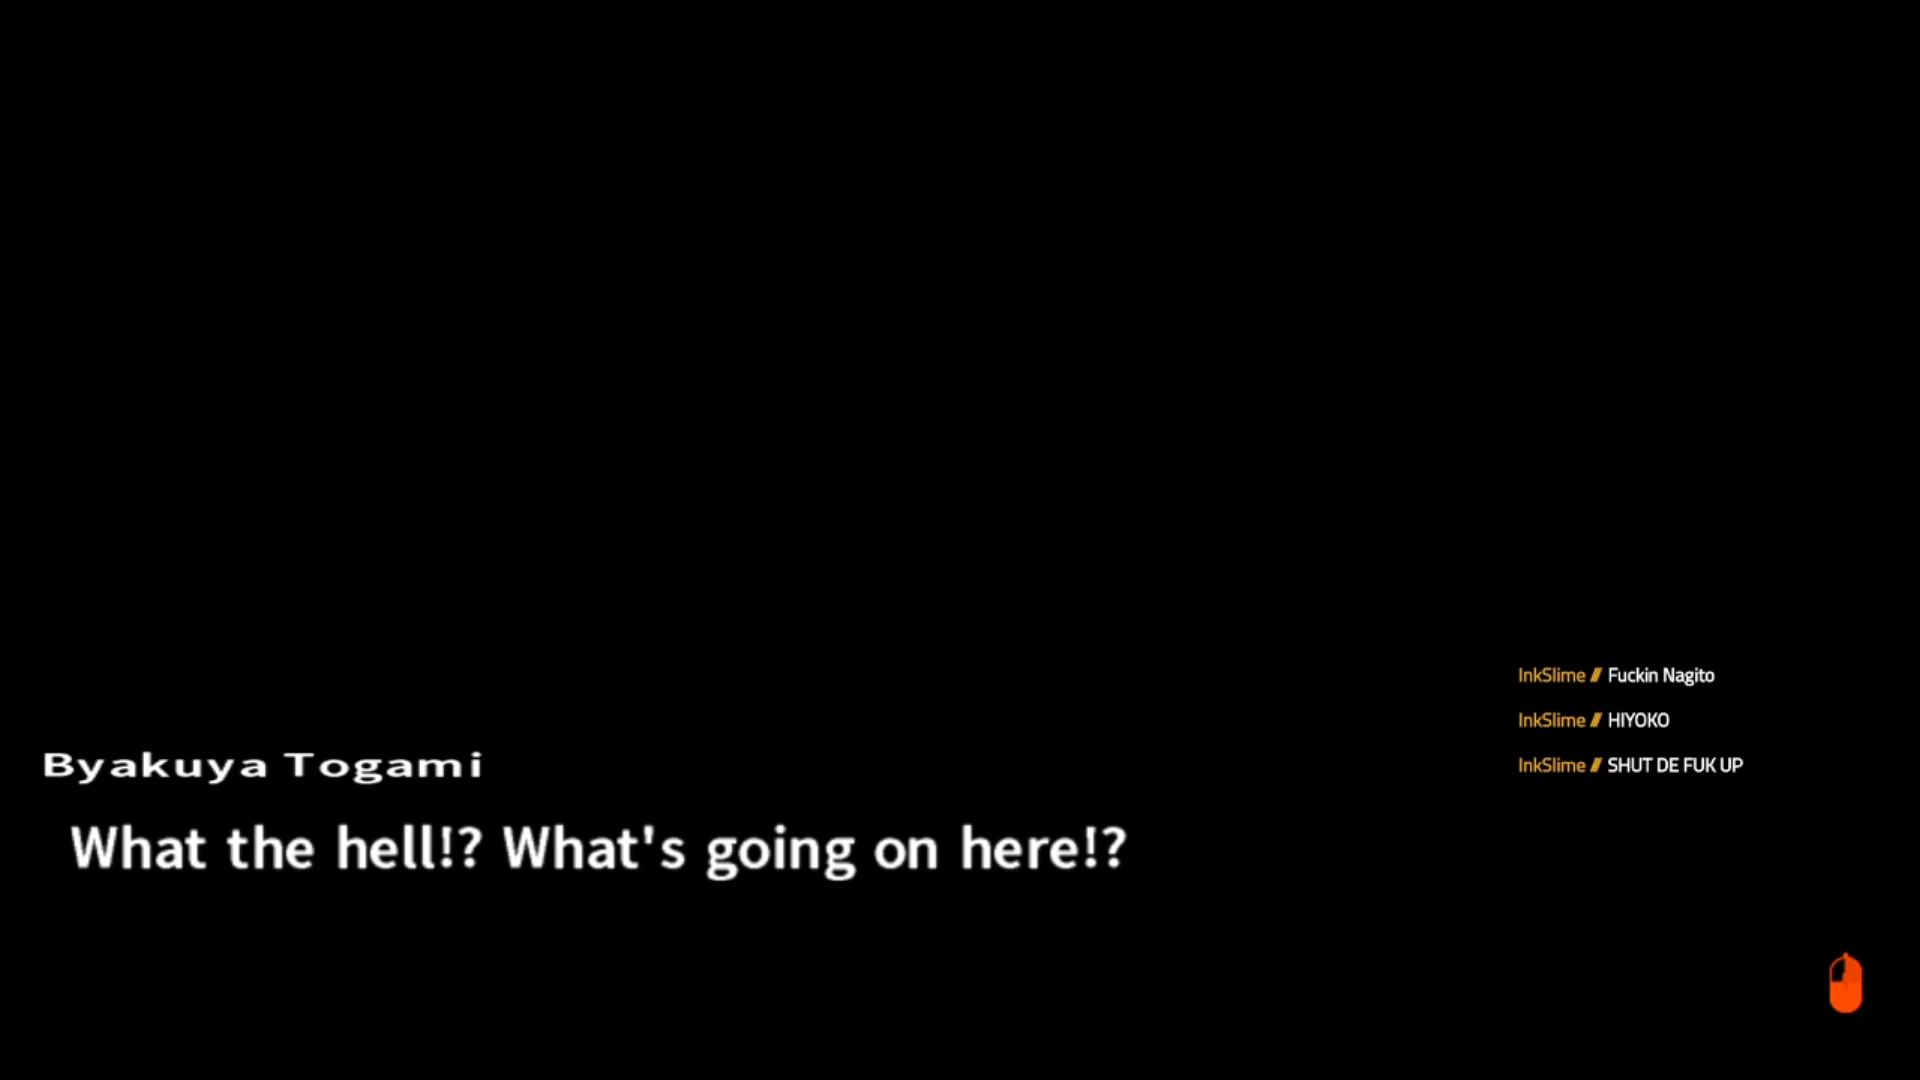 InkSlime // Fuckin Nagito
InkSlime // HIYOKO
InkSlime // SHUT DE FUK UP
Byakuya Togami
What the hell!? What's going on here!?